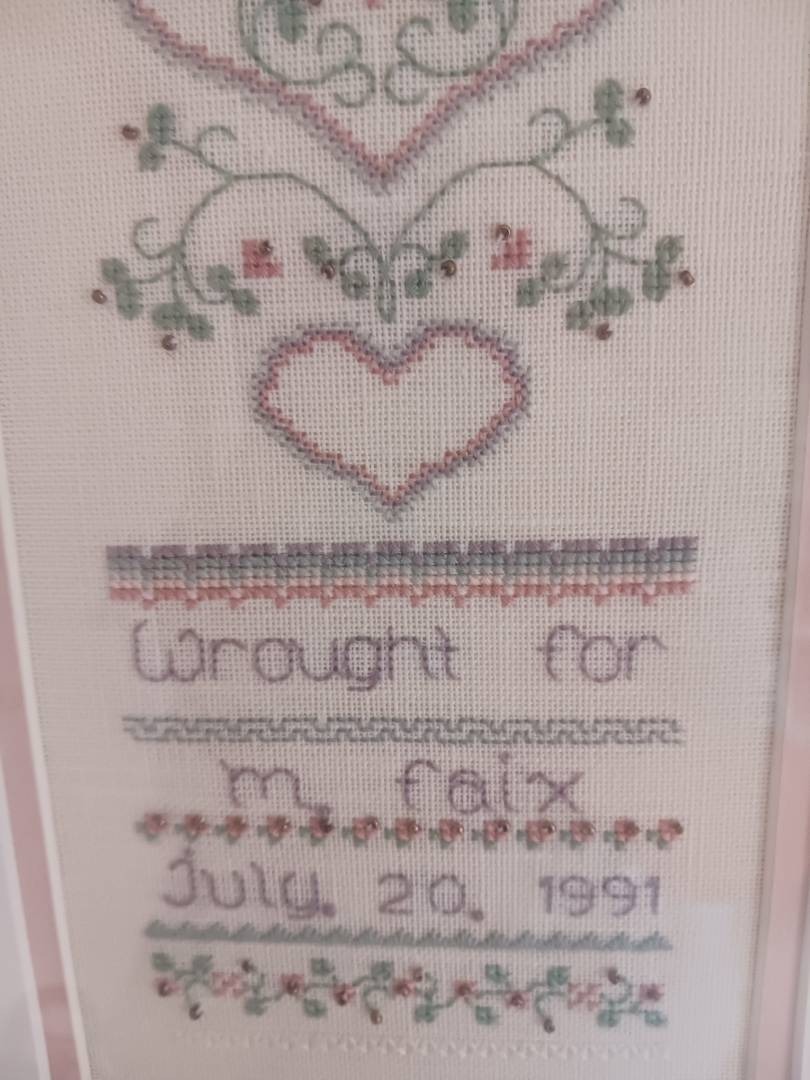 Wrought for
m. faix
July. 20. 1991